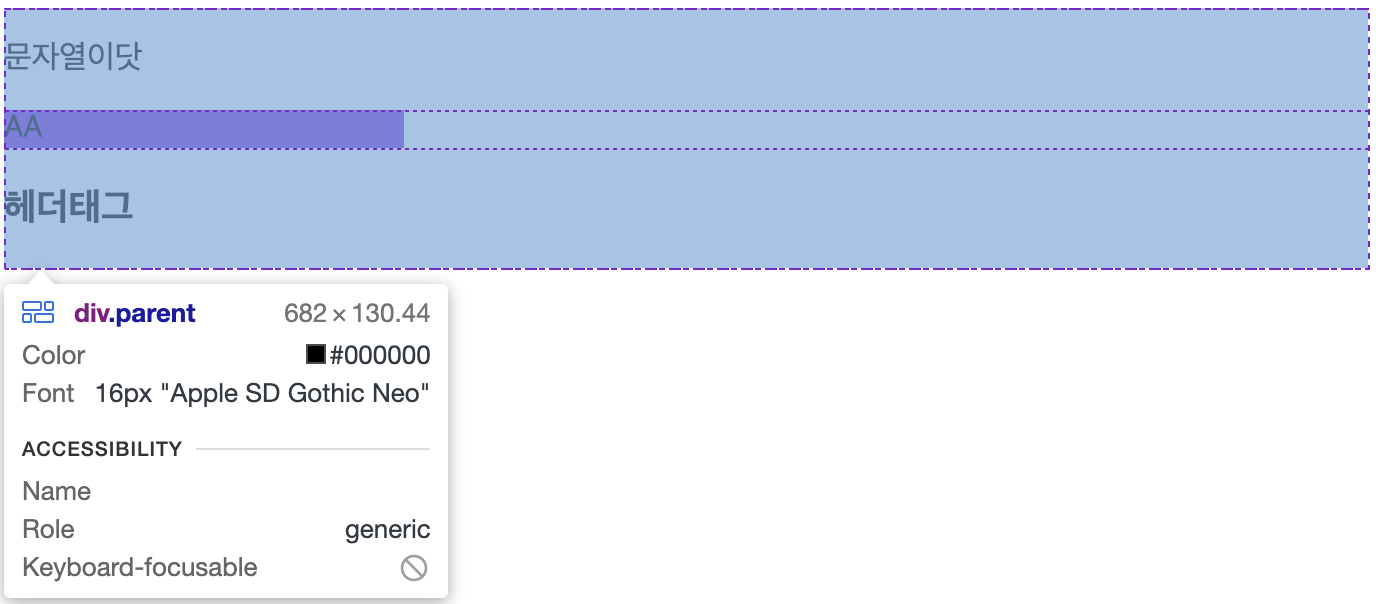 문자열이닷
AA
헤더태그
div.parent 682 × 130.44
Color #000000
Font 16px "Apple SD Gothic Neo"
ACCESSIBILITY
Name
Role generic
Keyboard-focusable